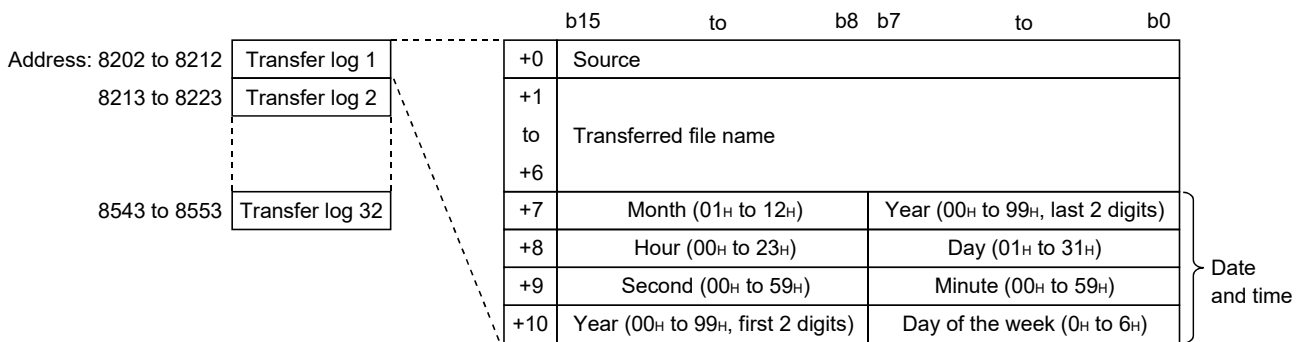 b15 to b8 b7 to b0
Address: 8202 to 8212 Transfer log 1 +0 Source
8213 to 8223 Transfer log 2 +1
to Transferred file name
+6
8543 to 8553 Transfer log 32 +7 Month (01H to 12H) Year (00H to 99H, last 2 digits)
+8 Hour (00H to 23H) Day (01H to 31H)
+9 Second (00H to 59H) Minute (00H to 59H)
+10 Year (00H to 99H, first 2 digits) Day of the week (0H to 6H)
Date
and time